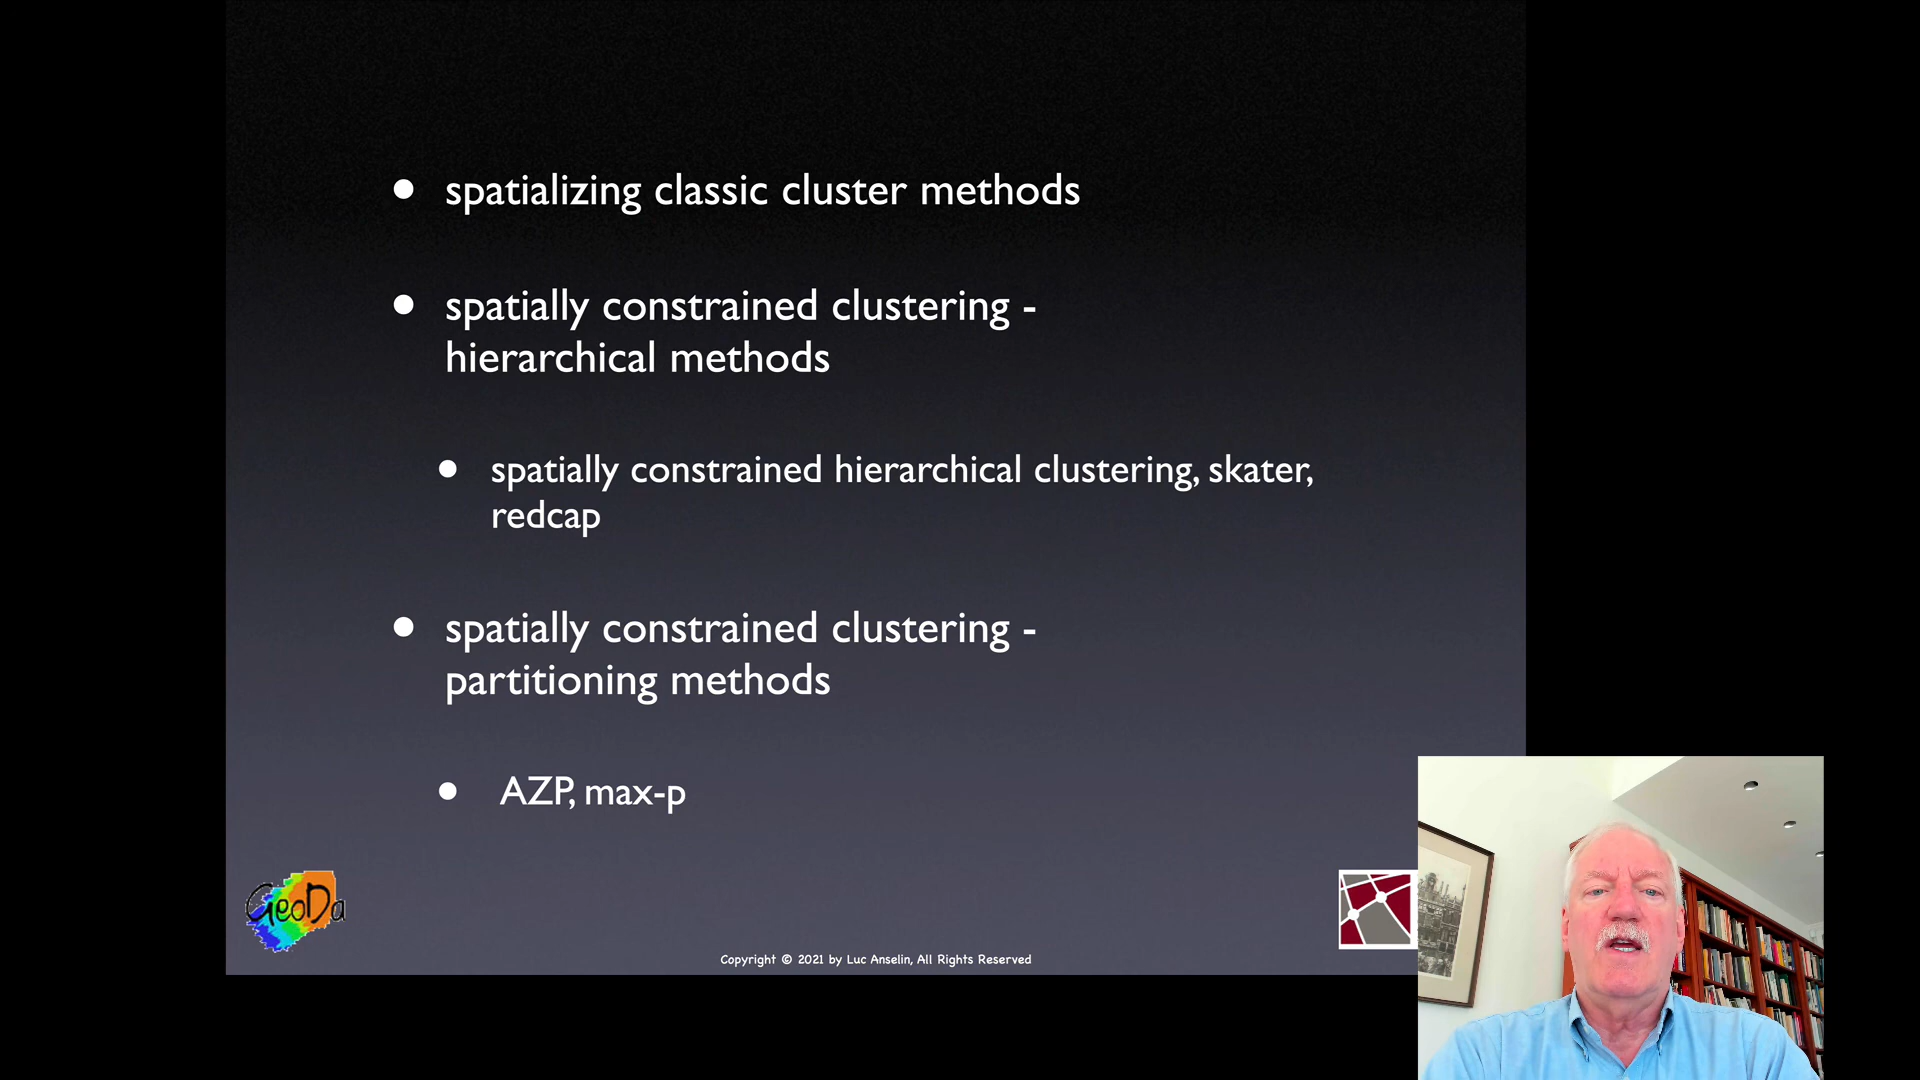 spatializing classic cluster methods
spatially constrained clustering -
hierarchical methods
spatially constrained hierarchical clustering, skater,
redcap
spatially constrained clustering -
partitioning methods
AZP, max-p
GeoDa
Copyright © 2021 by Luc Anselin, All Rights Reserved